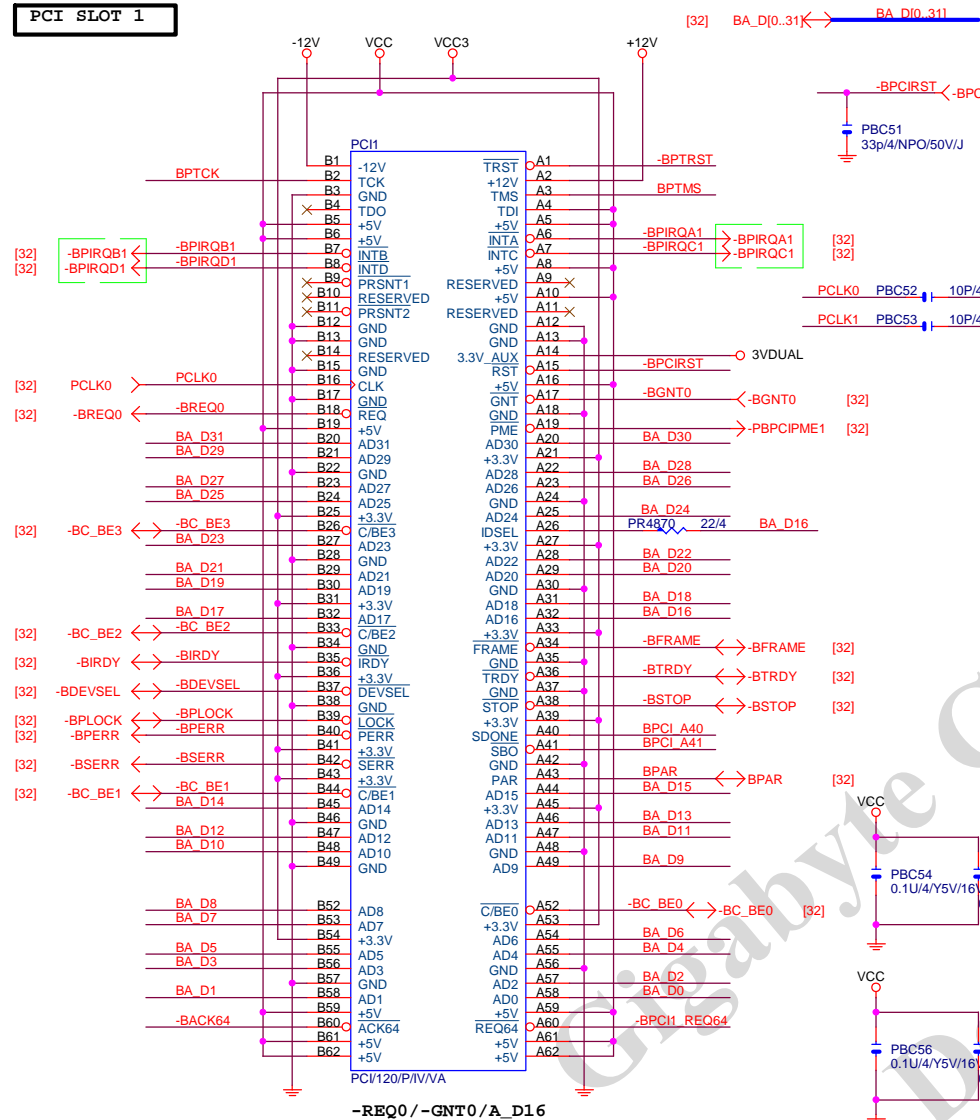 PCI SLOT 1
[32] BA_D[0..31] BA_D[0..31]
-12V VCC VCC3 +12V
-BPCIRST -BPC
PBC51
33p/4/NPO/50V/J
PCI1
B1 -12V TRST A1 -BPTRST
BPTCK B2 TCK +12V A2
B3 GND TMS A3 BPTMS
B4 TDO TDI A4
B5 +5V +5V A5
B6 +5V INTA A6 -BPIRQA1 -BPIRQA1 [32]
[32] -BPIRQB1 -BPIRQB1 B7 INTB INTC A7 -BPIRQC1 -BPIRQC1 [32]
[32] -BPIRQD1 -BPIRQD1 B8 INTD +5V A8
B9 PRSNT1 RESERVED A9
B10 RESERVED +5V A10
B11 PRSNT2 RESERVED A11
B12 GND GND A12
B13 GND GND A13
B14 RESERVED 3.3V_AUX A14 3VDUAL
B15 GND RST A15 -BPCIRST
[32] PCLK0 PCLK0 B16 CLK +5V A16
B17 GND GNT A17 -BGNT0 -BGNT0 [32]
[32] -BREQ0 -BREQ0 B18 REQ GND A18
B19 +5V PME A19 -PBPCIPME1 [32]
BA_D31 B20 AD31 AD30 A20 BA_D30
BA_D29 B21 AD29 +3.3V A21
B22 GND AD28 A22 BA_D28
BA_D27 B23 AD27 AD26 A23 BA_D26
BA_D25 B24 AD25 GND A24
B25 +3.3V AD24 A25 BA_D24
[32] -BC_BE3 -BC_BE3 B26 C/BE3 IDSEL A26 PR4870 22/4 BA_D16
BA_D23 B27 AD23 +3.3V A27
B28 GND AD22 A28 BA_D22
BA_D21 B29 AD21 AD20 A29 BA_D20
BA_D19 B30 AD19 GND A30
B31 +3.3V AD18 A31 BA_D18
BA_D17 B32 AD17 AD16 A32 BA_D16
[32] -BC_BE2 -BC_BE2 B33 C/BE2 +3.3V A33
B34 GND FRAME A34 -BFRAME -BFRAME [32]
[32] -BIRDY -BIRDY B35 IRDY GND A35
B36 +3.3V TRDY A36 -BTRDY -BTRDY [32]
[32] -BDEVSEL -BDEVSEL B37 DEVSEL GND A37
B38 GND STOP A38 -BSTOP -BSTOP [32]
[32] -BPLOCK -BPLOCK B39 LOCK +3.3V A39
[32] -BPERR -BPERR B40 PERR SDONE A40 BPCI_A40
B41 +3.3V SBO A41 BPCI_A41
[32] -BSERR -BSERR B42 SERR GND A42
B43 +3.3V PAR A43 BPAR BPAR [32]
[32] -BC_BE1 -BC_BE1 B44 C/BE1 AD15 A44 BA_D15
BA_D14 B45 AD14 +3.3V A45
B46 GND AD13 A46 BA_D13
BA_D12 B47 AD12 AD11 A47 BA_D11
BA_D10 B48 AD10 GND A48
B49 GND AD9 A49 BA_D9
BA_D8 B52 AD8 C/BE0 A52 -BC_BE0 -BC_BE0 [32]
BA_D7 B53 AD7 +3.3V A53
B54 +3.3V AD6 A54 BA_D6
BA_D5 B55 AD5 AD4 A55 BA_D4
BA_D3 B56 AD3 GND A56
B57 GND AD2 A57 BA_D2
BA_D1 B58 AD1 AD0 A58 BA_D0
B59 +5V +5V A59
-BACK64 B60 ACK64 REQ64 A60 -BPCI1_REQ64
B61 +5V +5V A61
B62 +5V +5V A62
PCI/120/P/IV/VA
-REQ0/-GNT0/A_D16
PCLK0 PBC52 10P/4
PCLK1 PBC53 10P/4
VCC
PBC54
0.1U/4/Y5V/16V
VCC
PBC56
0.1U/4/Y5V/16V
Gigabyte